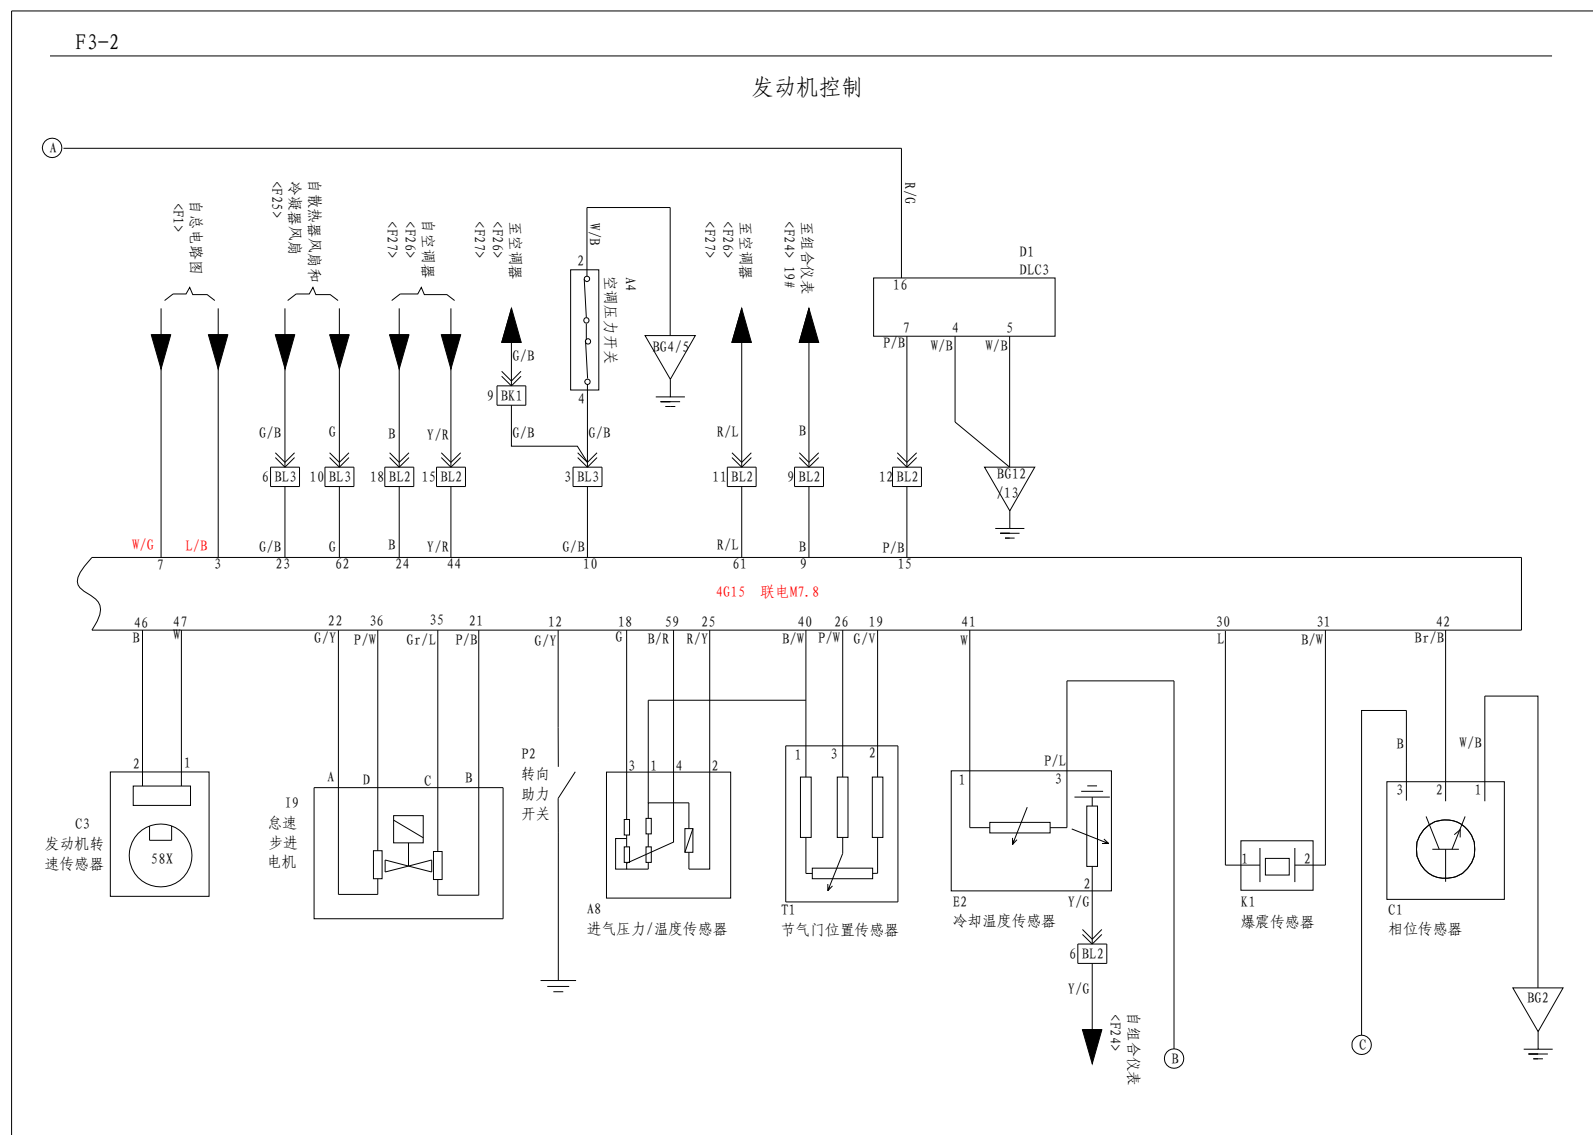 F3-2
发动机控制
A
R/G
自总电路图
<F1>
自散热器风扇和
冷凝器风扇
<F25>
自空调器
<F26>
<F27>
至空调器
<F26>
<F27>
W/B
2
A4
空调压力开关
4
BG4/5
至空调器
<F26>
<F27>
至组合仪表
<F24> 19#
D1
DLC3
16
7 4 5
P/B W/B W/B
G/B
9 BK1
G/B G B Y/R G/B G/B R/L B
6 BL3 10 BL3 18 BL2 15 BL2 3 BL3 11 BL2 9 BL2 12 BL2
BG12
/13
W/G L/B G/B G B Y/R G/B R/L B P/B
7 3 23 62 24 44 10 61 9 15
4G15 联电M7.8
46 47 22 36 35 21 12 18 59 25 40 26 19 41 30 31 42
B W G/Y P/W Gr/L P/B G/Y G B/R R/Y B/W P/W G/V W L B/W Br/B
2 1
C3
发动机转
速传感器
58X
A D C B
I9
怠速
步进
电机
P2
转向
助力
开关
3 1 4 2
A8
进气压力/温度传感器
1 3 2
T1
节气门位置传感器
P/L
1 3
2
E2
冷却温度传感器
Y/G
6 BL2
Y/G
自组合仪表
<F24>
B
1 2
K1
爆震传感器
B W/B
3 2 1
C1
相位传感器
BG2
C